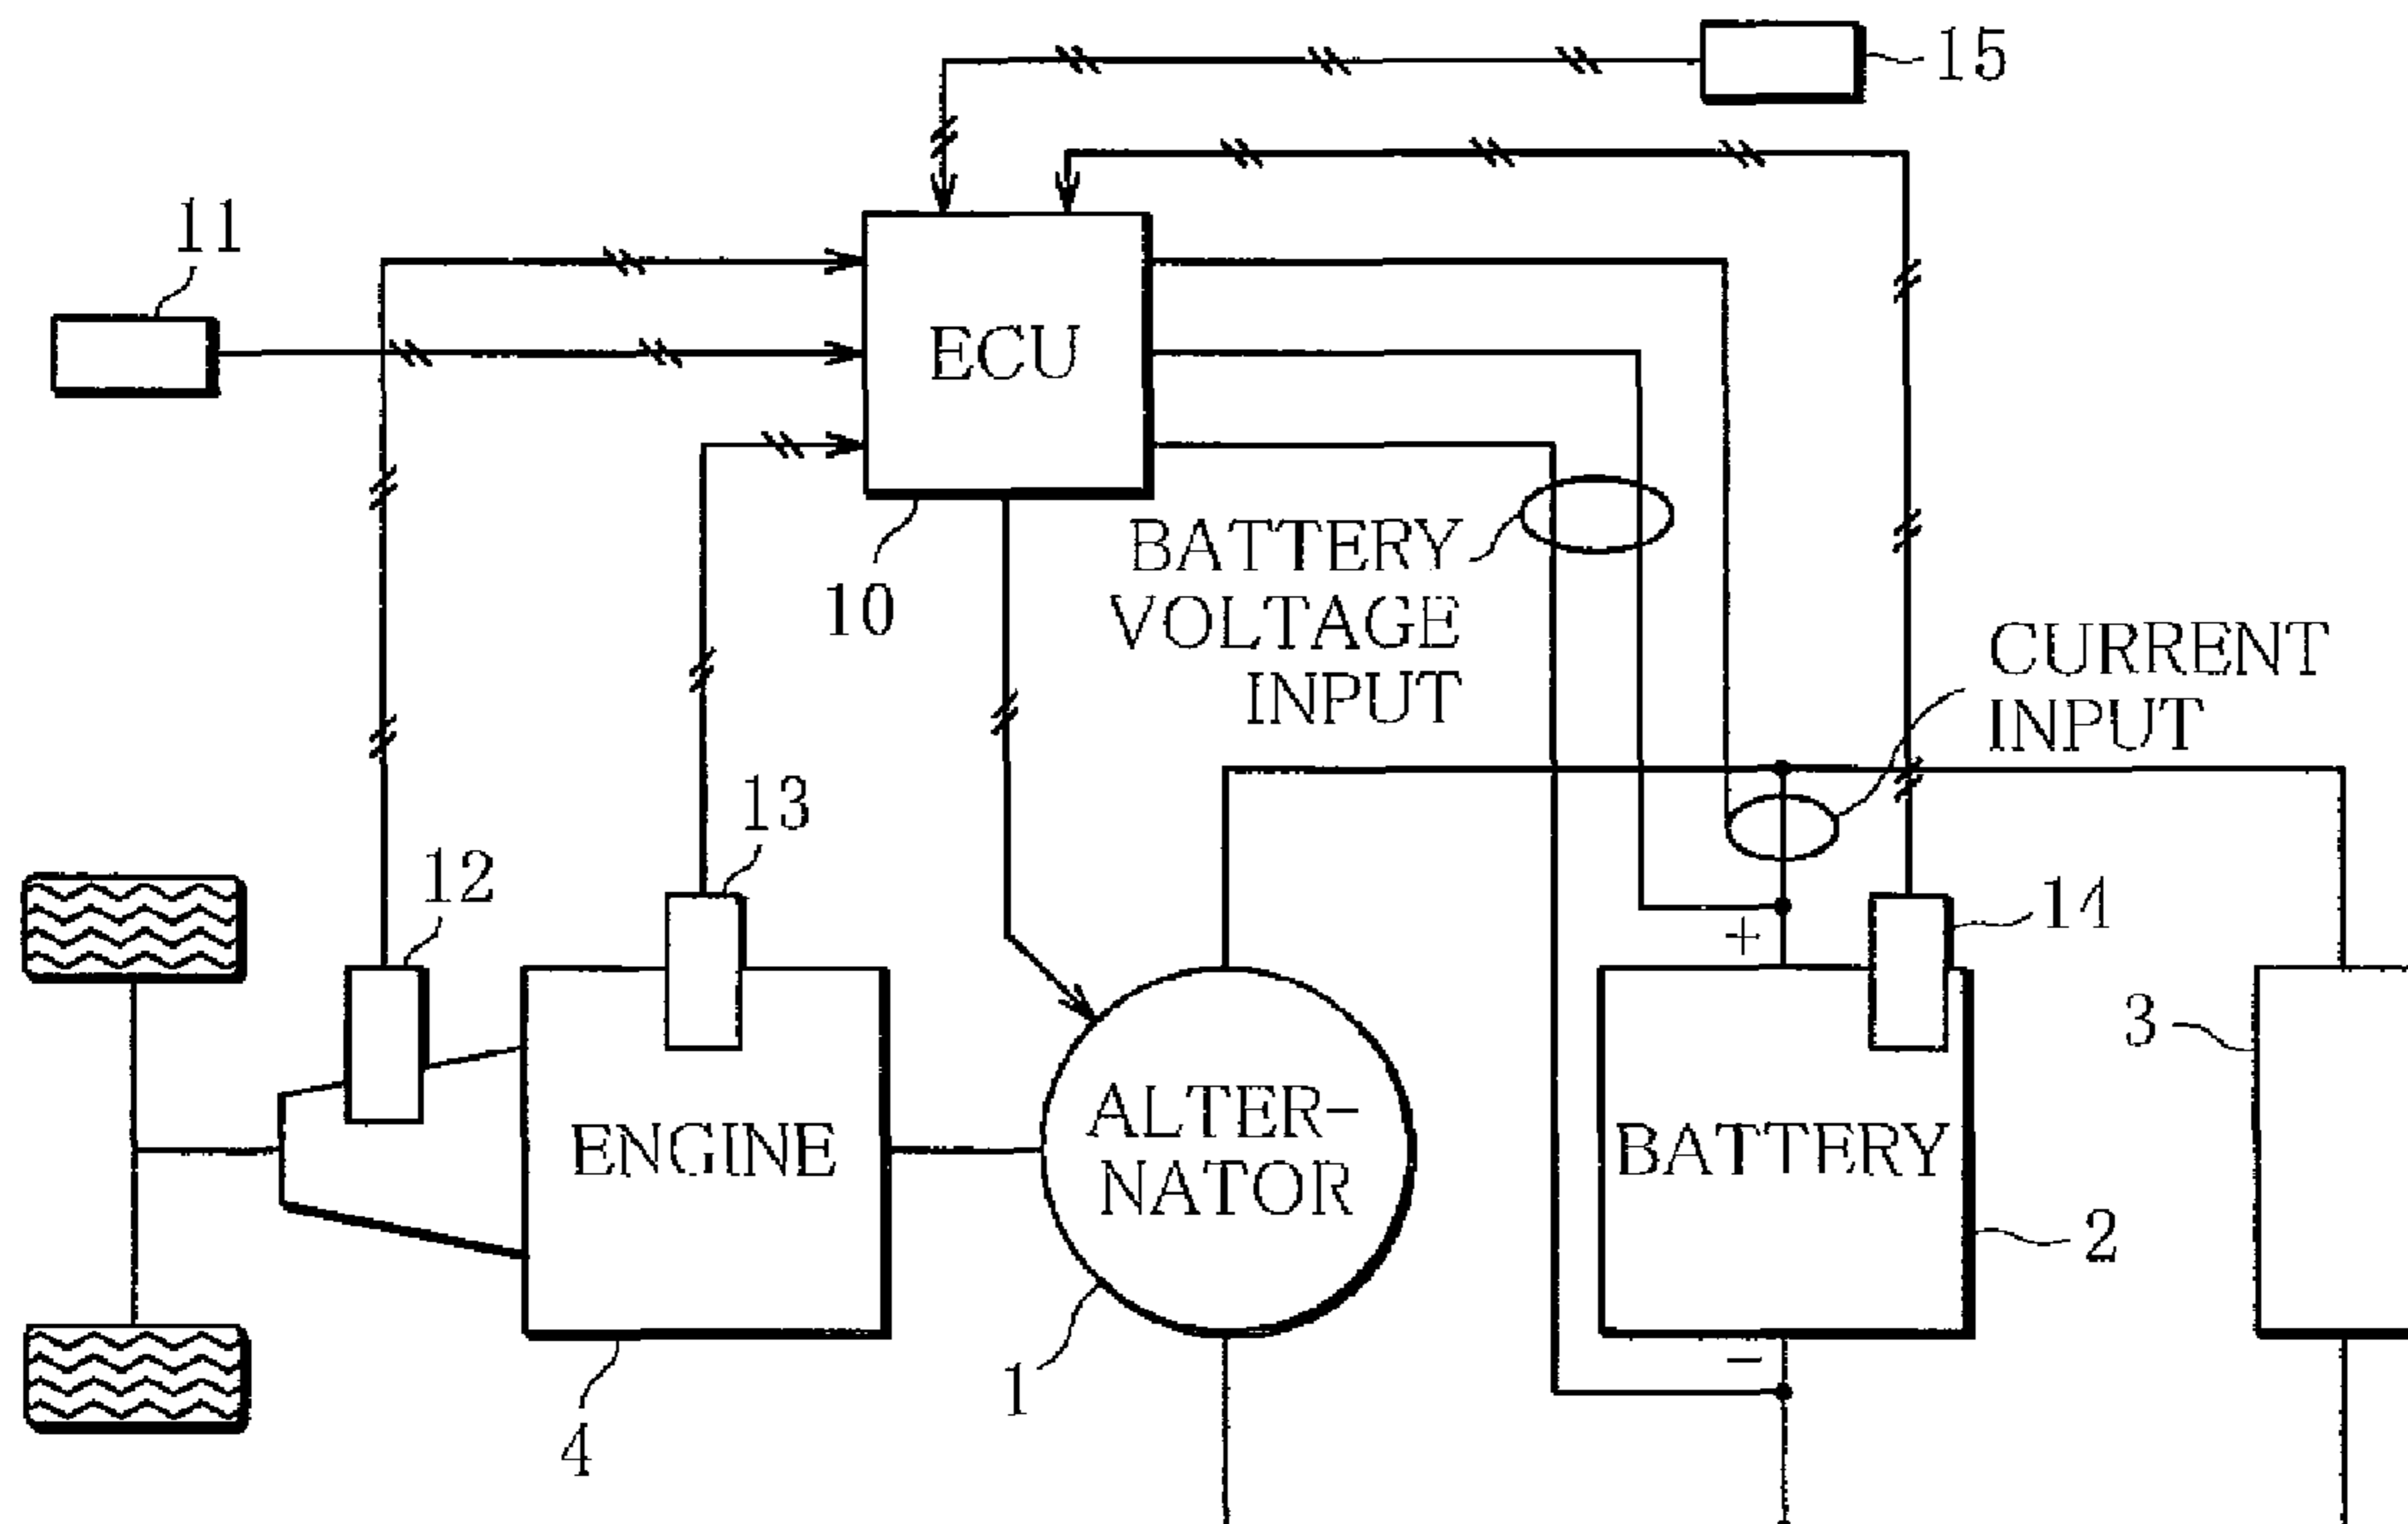 15
11
ECU
10
BATTERY
VOLTAGE
INPUT
CURRENT
INPUT
13
12
14
+
3
ENGINE
ALTER-
NATOR
BATTERY
2
−
1
4